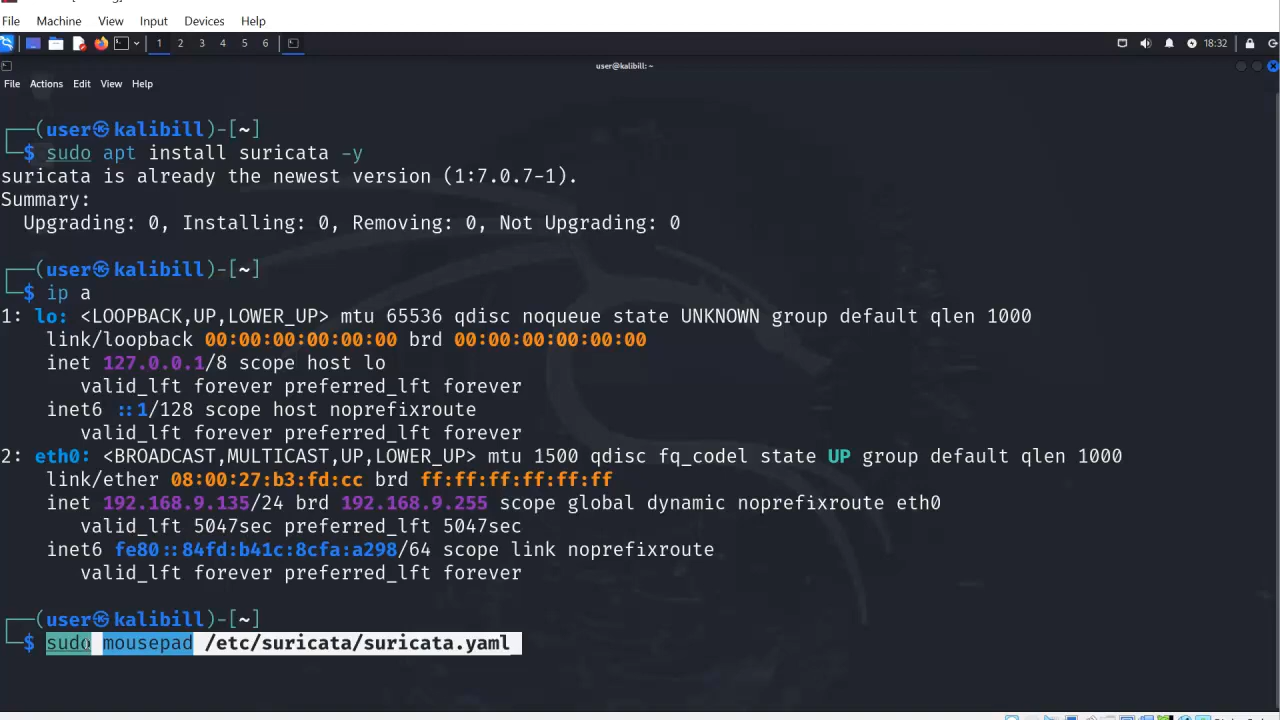 File Machine View Input Devices Help
1 2 3 4 5 6 18:32
user@kalibill: ~
File Actions Edit View Help
┌──(user㉿kalibill)-[~]
└─$ sudo apt install suricata -y
suricata is already the newest version (1:7.0.7-1).
Summary:
  Upgrading: 0, Installing: 0, Removing: 0, Not Upgrading: 0
┌──(user㉿kalibill)-[~]
└─$ ip a
1: lo: <LOOPBACK,UP,LOWER_UP> mtu 65536 qdisc noqueue state UNKNOWN group default qlen 1000
    link/loopback 00:00:00:00:00:00 brd 00:00:00:00:00:00
    inet 127.0.0.1/8 scope host lo
       valid_lft forever preferred_lft forever
    inet6 ::1/128 scope host noprefixroute
       valid_lft forever preferred_lft forever
2: eth0: <BROADCAST,MULTICAST,UP,LOWER_UP> mtu 1500 qdisc fq_codel state UP group default qlen 1000
    link/ether 08:00:27:b3:fd:cc brd ff:ff:ff:ff:ff:ff
    inet 192.168.9.135/24 brd 192.168.9.255 scope global dynamic noprefixroute eth0
       valid_lft 5047sec preferred_lft 5047sec
    inet6 fe80::84fd:b41c:8cfa:a298/64 scope link noprefixroute
       valid_lft forever preferred_lft forever
┌──(user㉿kalibill)-[~]
└─$ sudo mousepad /etc/suricata/suricata.yaml